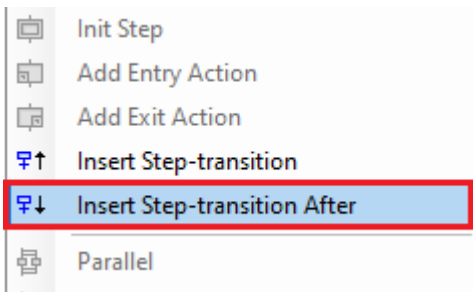 Init Step
Add Entry Action
Add Exit Action
Insert Step-transition
Insert Step-transition After
Parallel